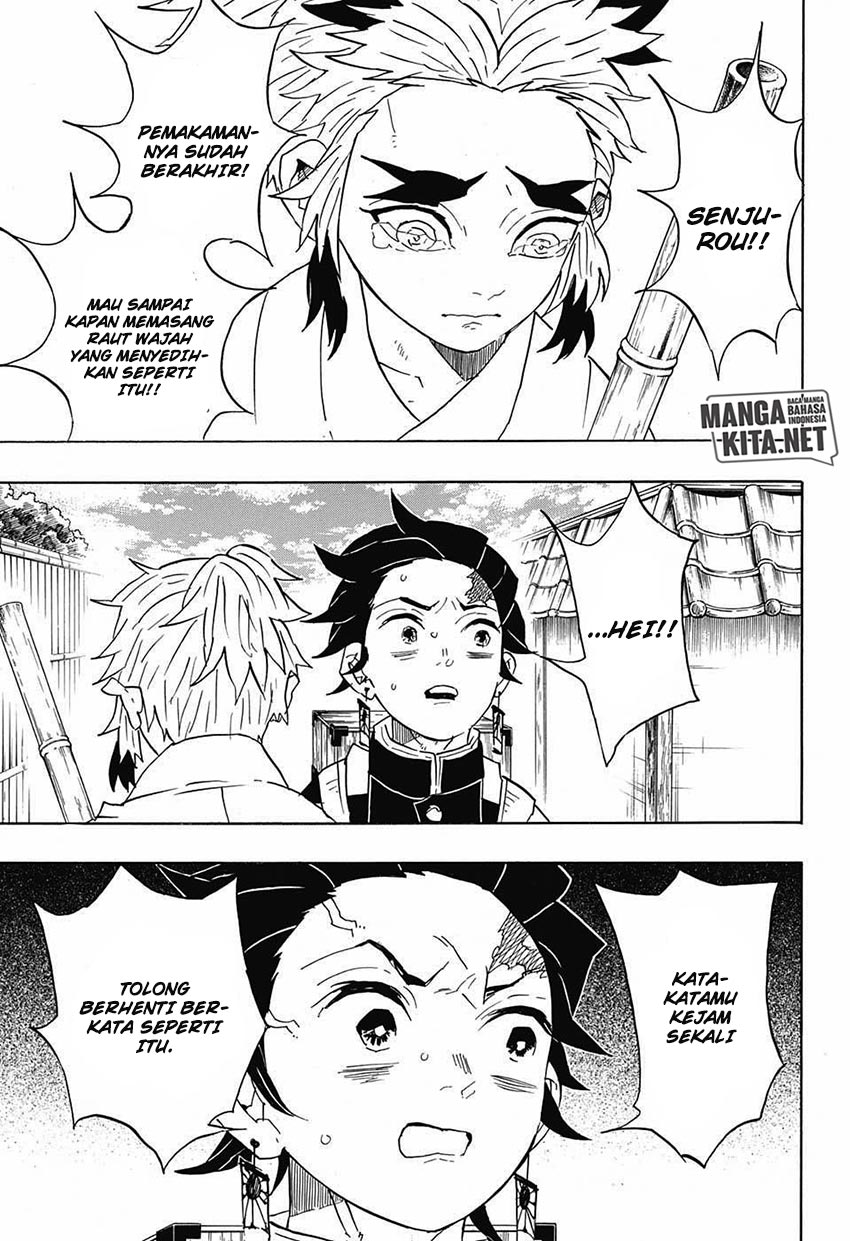 SENJU-
ROU!!
PEMAKAMAN-
NYA SUDAH
BERAKHIR!
MAU SAMPAI
KAPAN MEMASANG
RAUT WAJAH
YANG MENYEDIH-
KAN SEPERTI
ITU!!
MANGA
KITA.NET
BACA MANGA
BAHASA
INDONESIA
...HEI!!
KATA-
KATAMU
KEJAM
SEKALI
TOLONG
BERHENTI BER-
KATA SEPERTI
ITU.